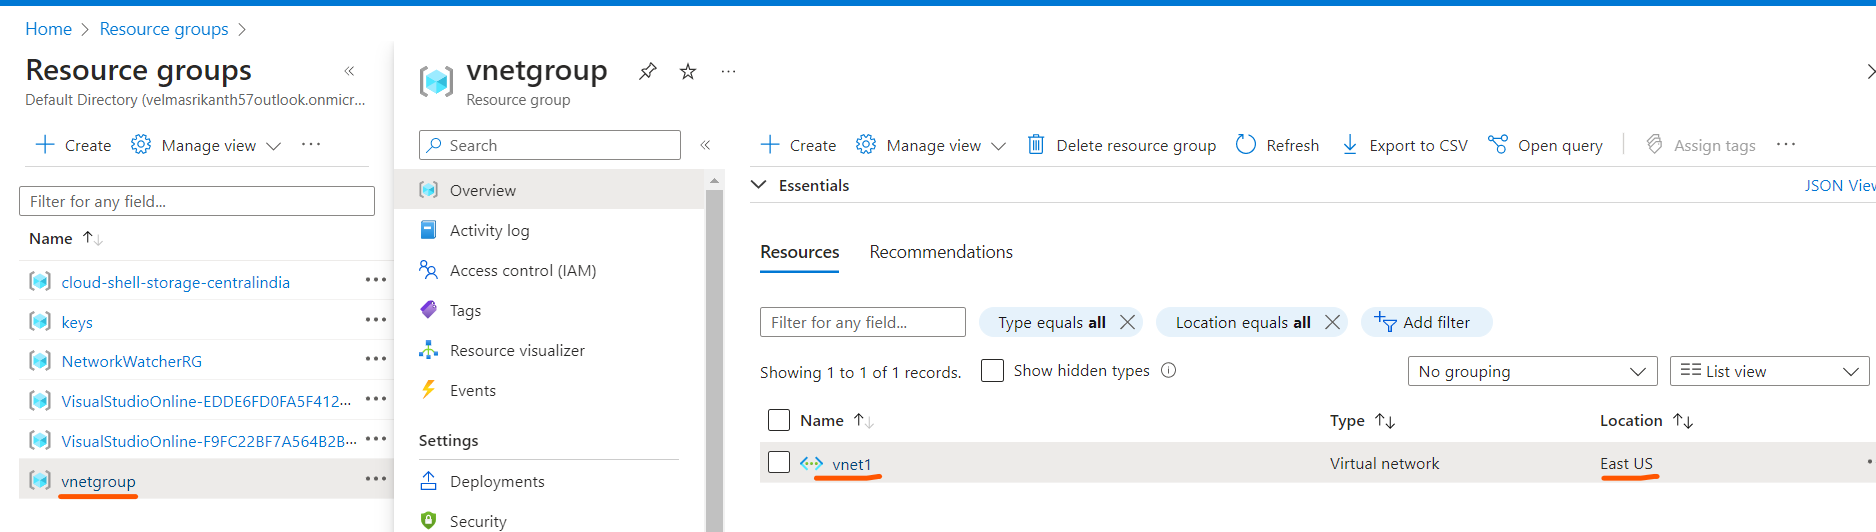 Home > Resource groups >
Resource groups «
Default Directory (velmasrikanth57outlook.onmicr...
+ Create Manage view ...
Filter for any field...
Name ↑↓
cloud-shell-storage-centralindia ...
keys ...
NetworkWatcherRG ...
VisualStudioOnline-EDDE6FD0FA5F412... ...
VisualStudioOnline-F9FC22BF7A564B2B... ...
vnetgroup ...
vnetgroup ...
Resource group
Search «
Overview
Activity log
Access control (IAM)
Tags
Resource visualizer
Events
Settings
Deployments
Security
+ Create Manage view Delete resource group Refresh Export to CSV Open query Assign tags ...
Essentials JSON View
Resources Recommendations
Filter for any field... Type equals all × Location equals all × Add filter
Showing 1 to 1 of 1 records. Show hidden types No grouping List view
Name ↑↓ Type ↑↓ Location ↑↓
vnet1 Virtual network East US